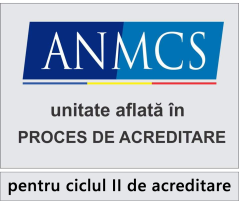 ANMCS
unitate aflată în
PROCES DE ACREDITARE
pentru ciclul II de acreditare